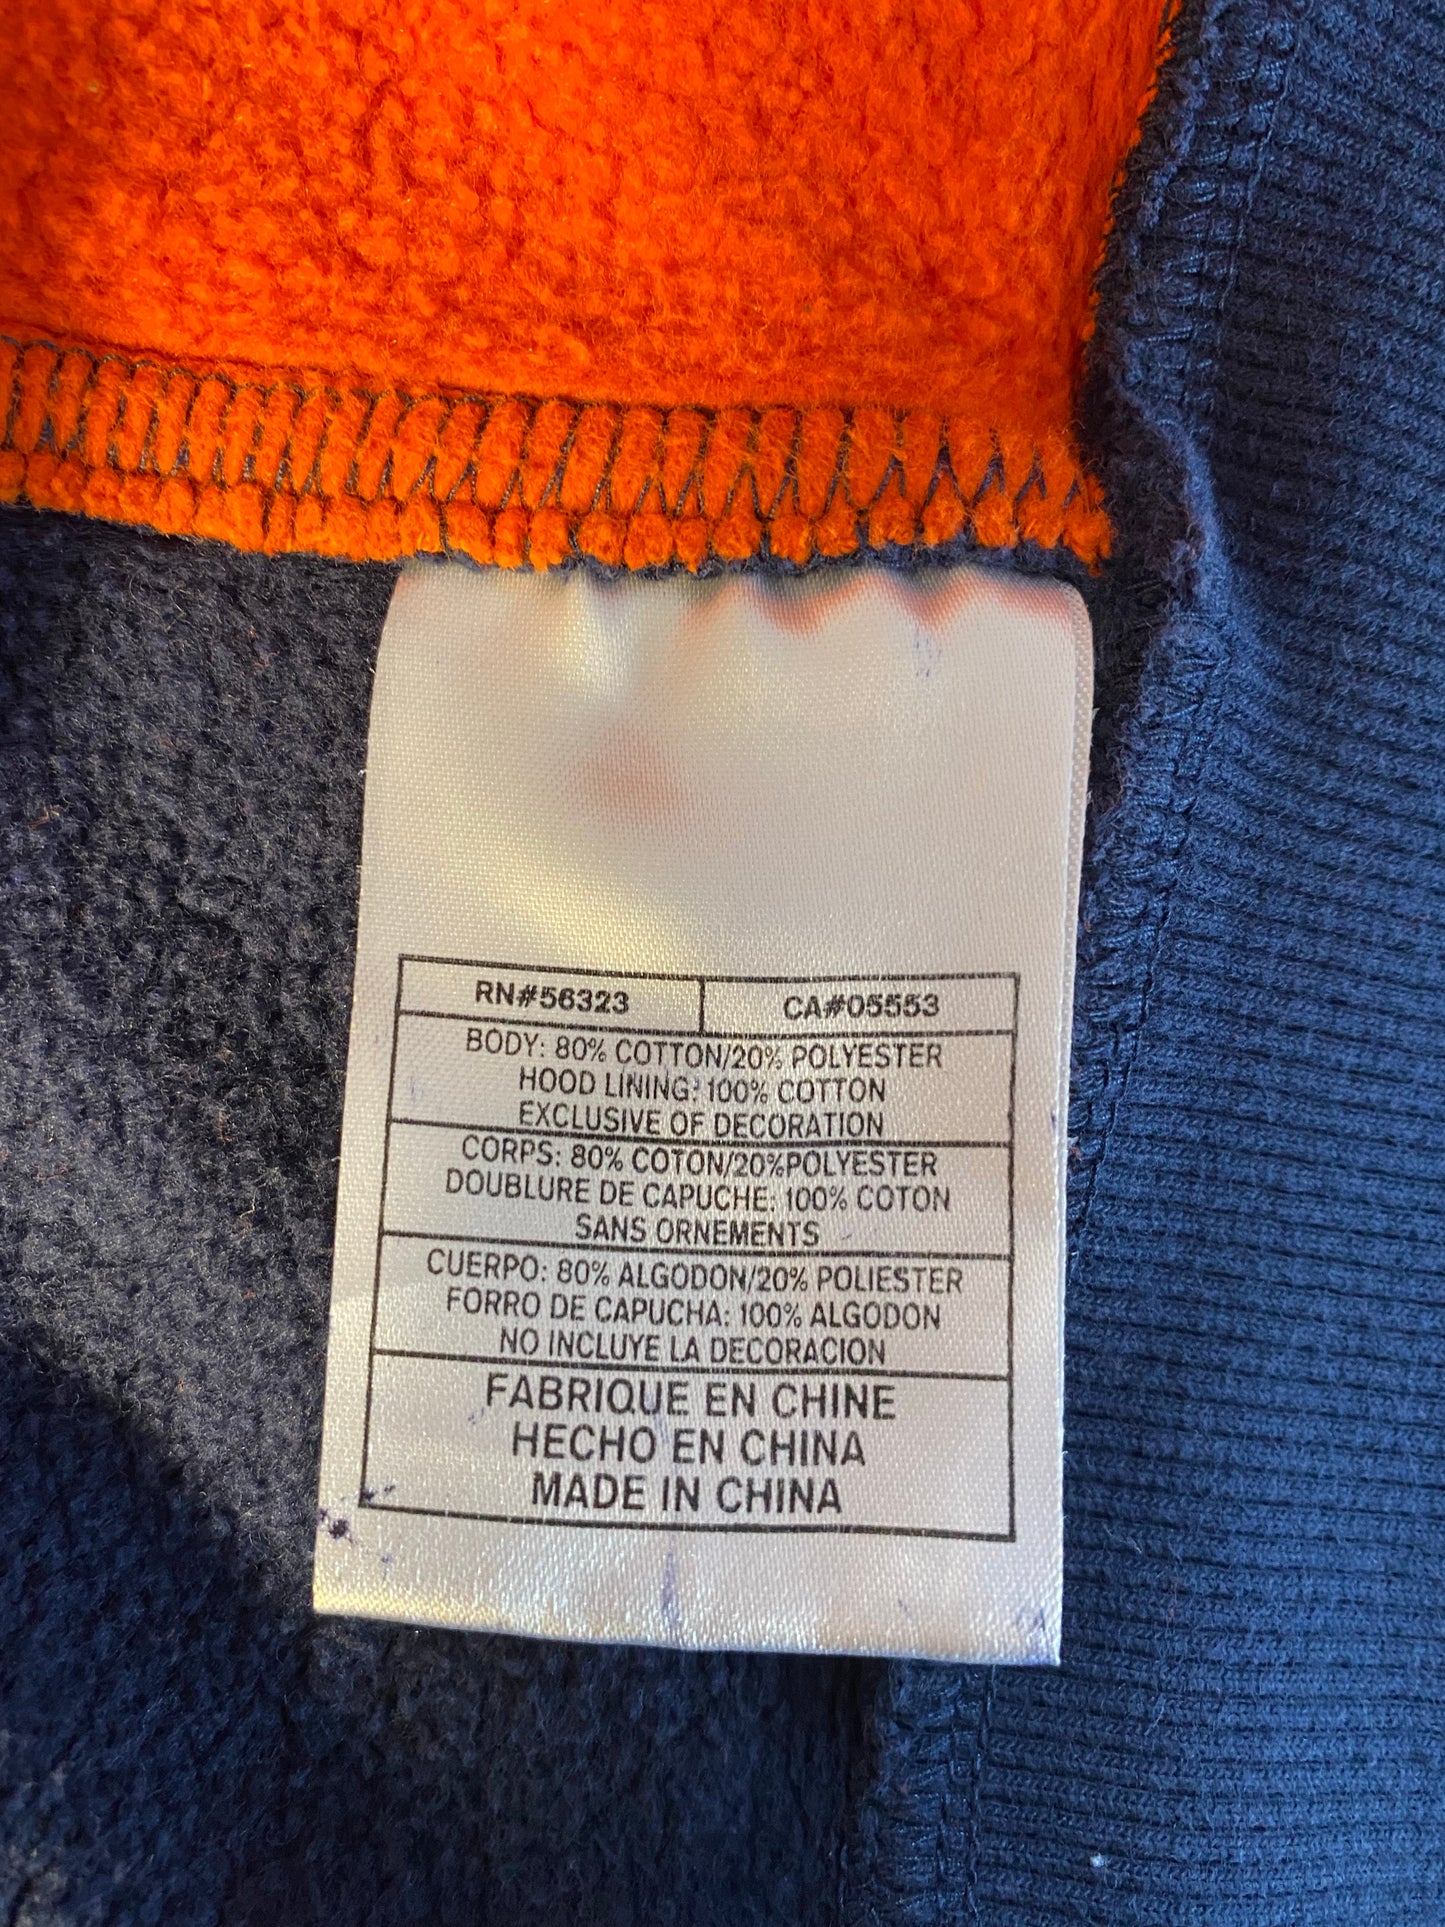 RN#56323 CA#05553
BODY: 80% COTTON/20% POLYESTER
HOOD LINING: 100% COTTON
EXCLUSIVE OF DECORATION
CORPS: 80% COTON/20%POLYESTER
DOUBLURE DE CAPUCHE: 100% COTON
SANS ORNEMENTS
CUERPO: 80% ALGODON/20% POLIESTER
FORRO DE CAPUCHA: 100% ALGODON
NO INCLUYE LA DECORACION
FABRIQUE EN CHINE
HECHO EN CHINA
MADE IN CHINA